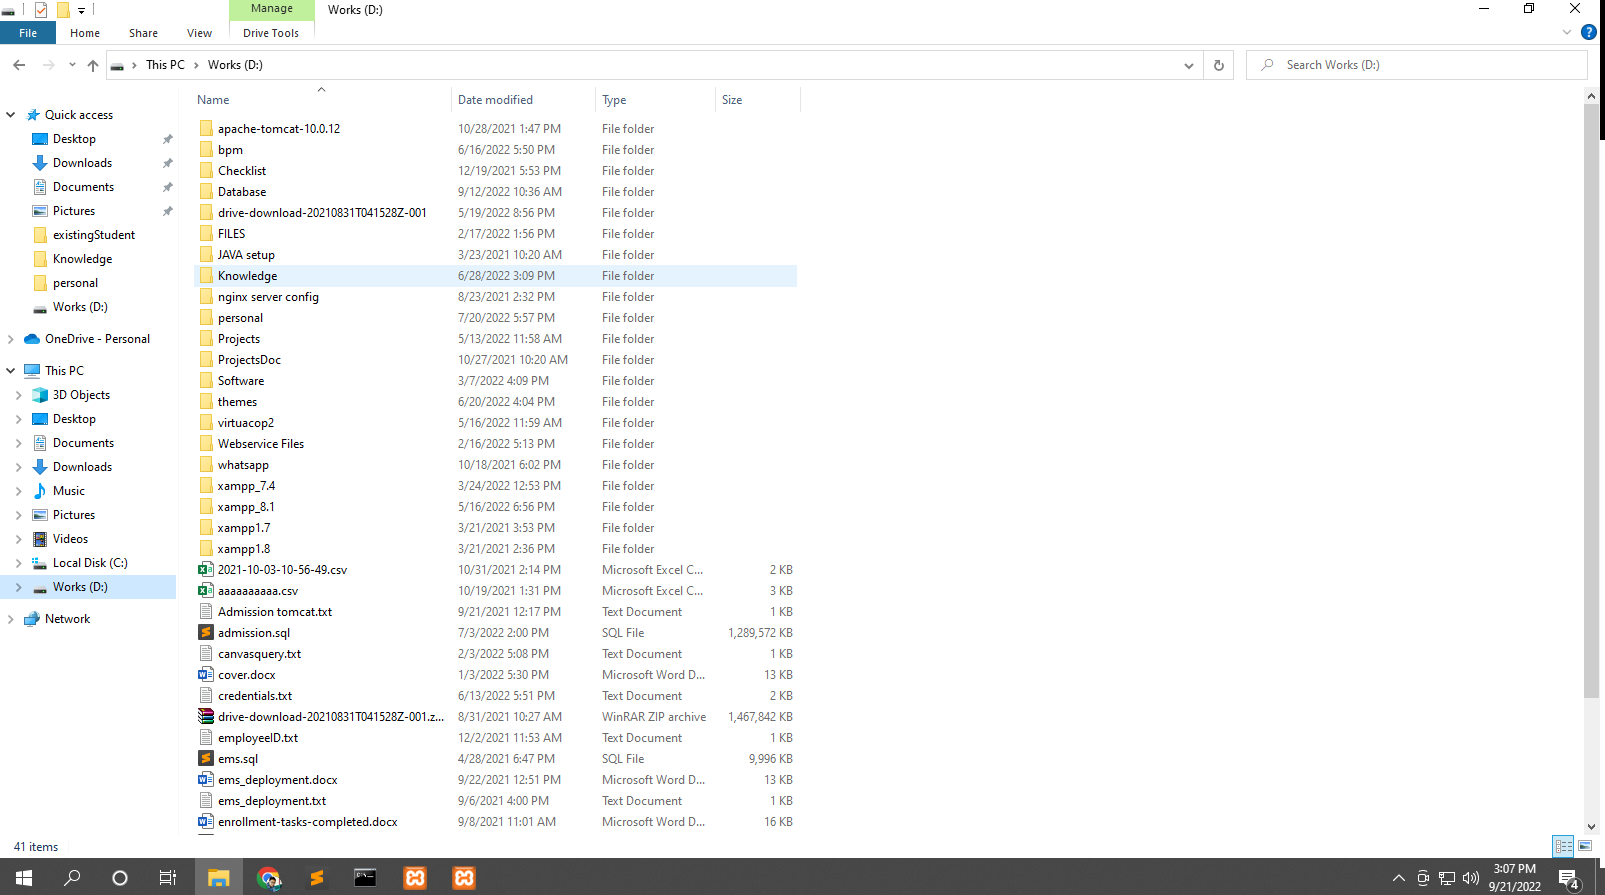 Manage
Works (D:)
File
Home
Share
View
Drive Tools
This PC
Works (D:)
Search Works (D:)
Name
Date modified
Type
Size
Quick access
Desktop
Downloads
Documents
Pictures
existingStudent
Knowledge
personal
Works (D:)
OneDrive - Personal
This PC
3D Objects
Desktop
Documents
Downloads
Music
Pictures
Videos
Local Disk (C:)
Works (D:)
Network
apache-tomcat-10.0.12 10/28/2021 1:47 PM File folder
bpm 6/16/2022 5:50 PM File folder
Checklist 12/19/2021 5:53 PM File folder
Database 9/12/2022 10:36 AM File folder
drive-download-20210831T041528Z-001 5/19/2022 8:56 PM File folder
FILES 2/17/2022 1:56 PM File folder
JAVA setup 3/23/2021 10:20 AM File folder
Knowledge 6/28/2022 3:09 PM File folder
nginx server config 8/23/2021 2:32 PM File folder
personal 7/20/2022 5:57 PM File folder
Projects 5/13/2022 11:58 AM File folder
ProjectsDoc 10/27/2021 10:20 AM File folder
Software 3/7/2022 4:09 PM File folder
themes 6/20/2022 4:04 PM File folder
virtuacop2 5/16/2022 11:59 AM File folder
Webservice Files 2/16/2022 5:13 PM File folder
whatsapp 10/18/2021 6:02 PM File folder
xampp_7.4 3/24/2022 12:53 PM File folder
xampp_8.1 5/16/2022 6:56 PM File folder
xampp1.7 3/21/2021 3:53 PM File folder
xampp1.8 3/21/2021 2:36 PM File folder
2021-10-03-10-56-49.csv 10/31/2021 2:14 PM Microsoft Excel C... 2 KB
aaaaaaaaaa.csv 10/19/2021 1:31 PM Microsoft Excel C... 3 KB
Admission tomcat.txt 9/21/2021 12:17 PM Text Document 1 KB
admission.sql 7/3/2022 2:00 PM SQL File 1,289,572 KB
canvasquery.txt 2/3/2022 5:08 PM Text Document 1 KB
cover.docx 1/3/2022 5:30 PM Microsoft Word D... 13 KB
credentials.txt 6/13/2022 5:51 PM Text Document 2 KB
drive-download-20210831T041528Z-001.z... 8/31/2021 10:27 AM WinRAR ZIP archive 1,467,842 KB
employeeID.txt 12/2/2021 11:53 AM Text Document 1 KB
ems.sql 4/28/2021 6:47 PM SQL File 9,996 KB
ems_deployment.docx 9/22/2021 12:51 PM Microsoft Word D... 13 KB
ems_deployment.txt 9/6/2021 4:00 PM Text Document 1 KB
enrollment-tasks-completed.docx 9/8/2021 11:01 AM Microsoft Word D... 16 KB
41 items
3:07 PM
9/21/2022
4